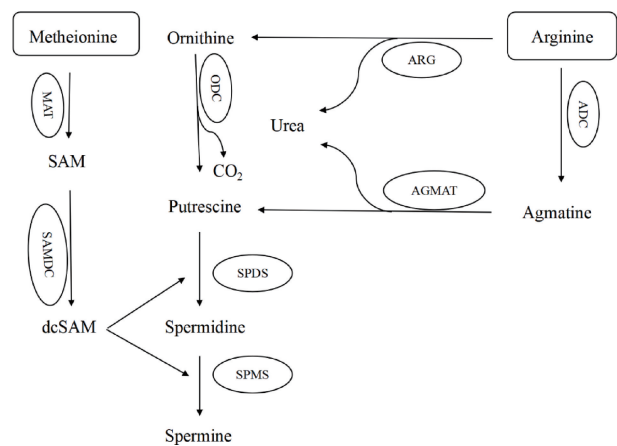 Metheionine
Ornithine
Arginine
ARG
MAT
ODC
ADC
Urea
SAM
CO2
AGMAT
Putrescine
Agmatine
SAMDC
SPDS
dcSAM
Spermidine
SPMS
Spermine